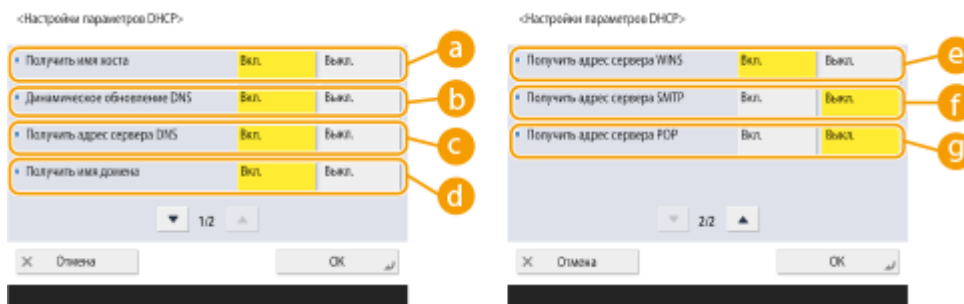 <Настройки параметров DHCP>
Получить имя хоста Вкл. Выкл.
a
Динамическое обновление DNS Вкл. Выкл.
b
Получить адрес сервера DNS Вкл. Выкл.
c
Получить имя домена Вкл. Выкл.
d
1/2
Отмена OK
<Настройки параметров DHCP>
Получить адрес сервера WINS Вкл. Выкл.
e
Получить адрес сервера SMTP Вкл. Выкл.
f
Получить адрес сервера POP Вкл. Выкл.
g
2/2
Отмена OK